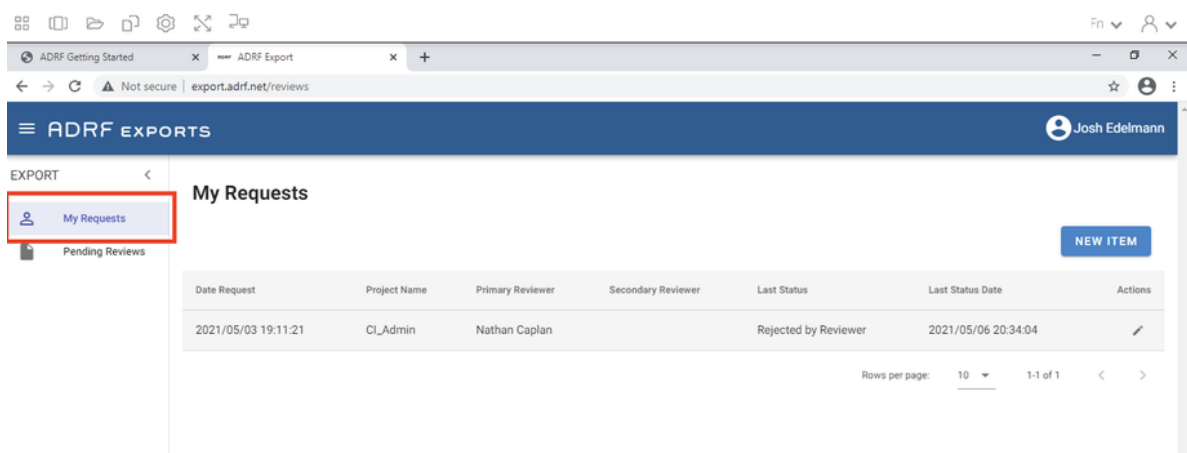 Fn
ADRF Getting Started
ADRF ADRF Export
Not secure | export.adrf.net/reviews
ADRF EXPORTS
Josh Edelmann
EXPORT
My Requests
My Requests
Pending Reviews
NEW ITEM
Date Request Project Name Primary Reviewer Secondary Reviewer Last Status Last Status Date Actions
2021/05/03 19:11:21 CI_Admin Nathan Caplan Rejected by Reviewer 2021/05/06 20:34:04
Rows per page: 10 1-1 of 1